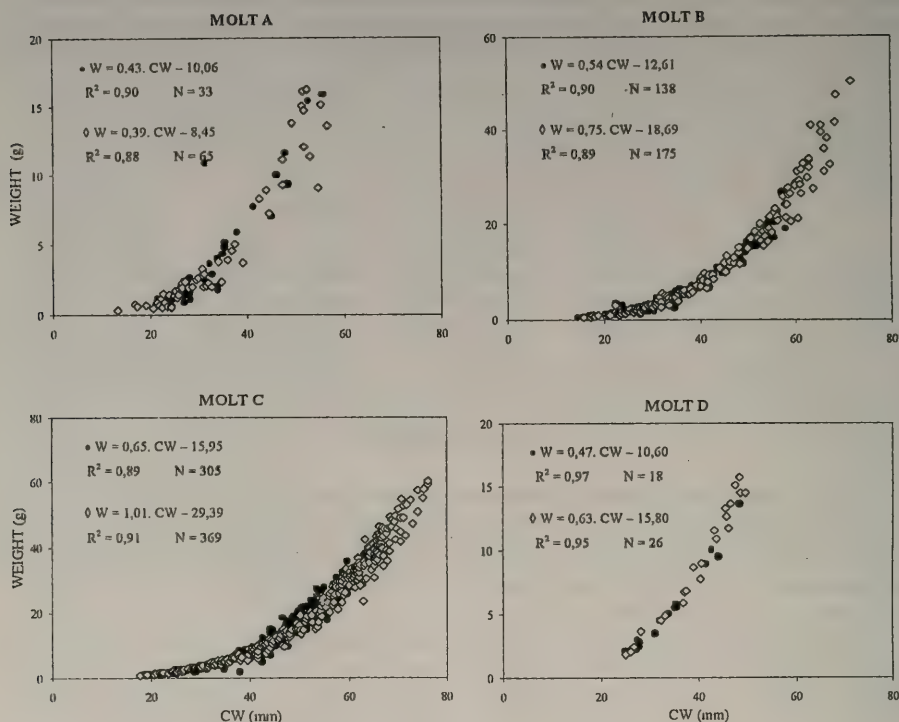 MOLT A
20
15
10
5
0
0 20 40 60 80
WEIGHT (g)
• W = 0,43. CW – 10,06
R² = 0,90 N = 33
◊ W = 0,39. CW – 8,45
R² = 0,88 N = 65
MOLT B
60
40
20
0
0 20 40 60 80
• W = 0,54 CW – 12,61
R² = 0,90 N = 138
◊ W = 0,75. CW – 18,69
R² = 0,89 N = 175
MOLT C
80
60
40
20
0
0 20 40 60 80
WEIGHT (g)
CW (mm)
• W = 0,65. CW – 15,95
R² = 0,89 N = 305
◊ W = 1,01. CW – 29,39
R² = 0,91 N = 369
MOLT D
20
15
10
5
0
0 20 40 60 80
CW (mm)
• W = 0,47. CW – 10,60
R² = 0,97 N = 18
◊ W = 0,63. CW – 15,80
R² = 0,95 N = 26